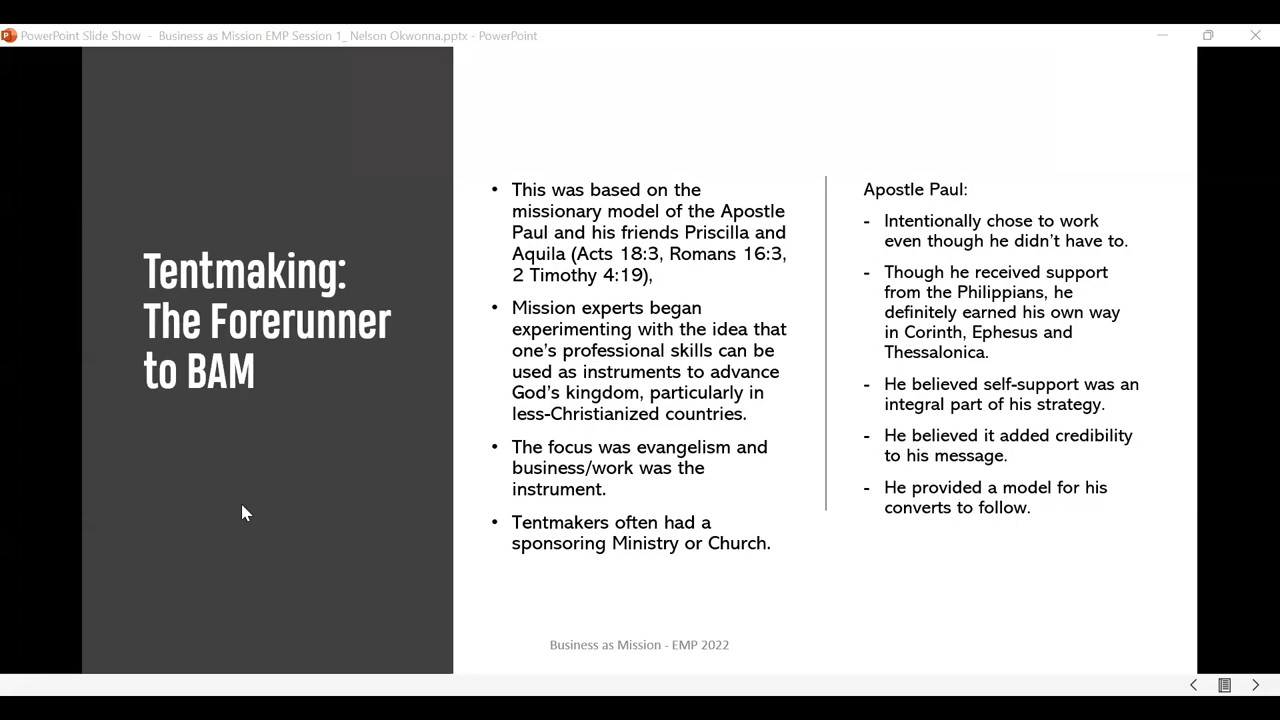 PowerPoint Slide Show - Business as Mission EMP Session 1_ Nelson Okwonna.pptx - PowerPoint
Tentmaking:
The Forerunner
to BAM
• This was based on the
missionary model of the Apostle
Paul and his friends Priscilla and
Aquila (Acts 18:3, Romans 16:3,
2 Timothy 4:19),
• Mission experts began
experimenting with the idea that
one's professional skills can be
used as instruments to advance
God's kingdom, particularly in
less-Christianized countries.
• The focus was evangelism and
business/work was the
instrument.
• Tentmakers often had a
sponsoring Ministry or Church.
Apostle Paul:
- Intentionally chose to work
even though he didn't have to.
- Though he received support
from the Philippians, he
definitely earned his own way
in Corinth, Ephesus and
Thessalonica.
- He believed self-support was an
integral part of his strategy.
- He believed it added credibility
to his message.
- He provided a model for his
converts to follow.
Business as Mission - EMP 2022